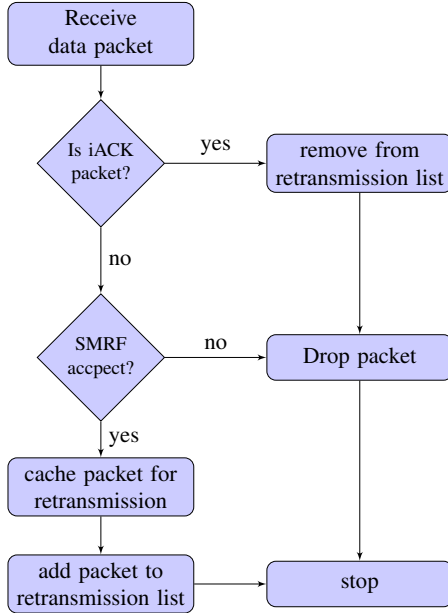 Receive
data packet
Is iACK
packet?
yes
remove from
retransmission list
no
SMRF
accpect?
no
Drop packet
yes
cache packet for
retransmission
add packet to
retransmission list
stop